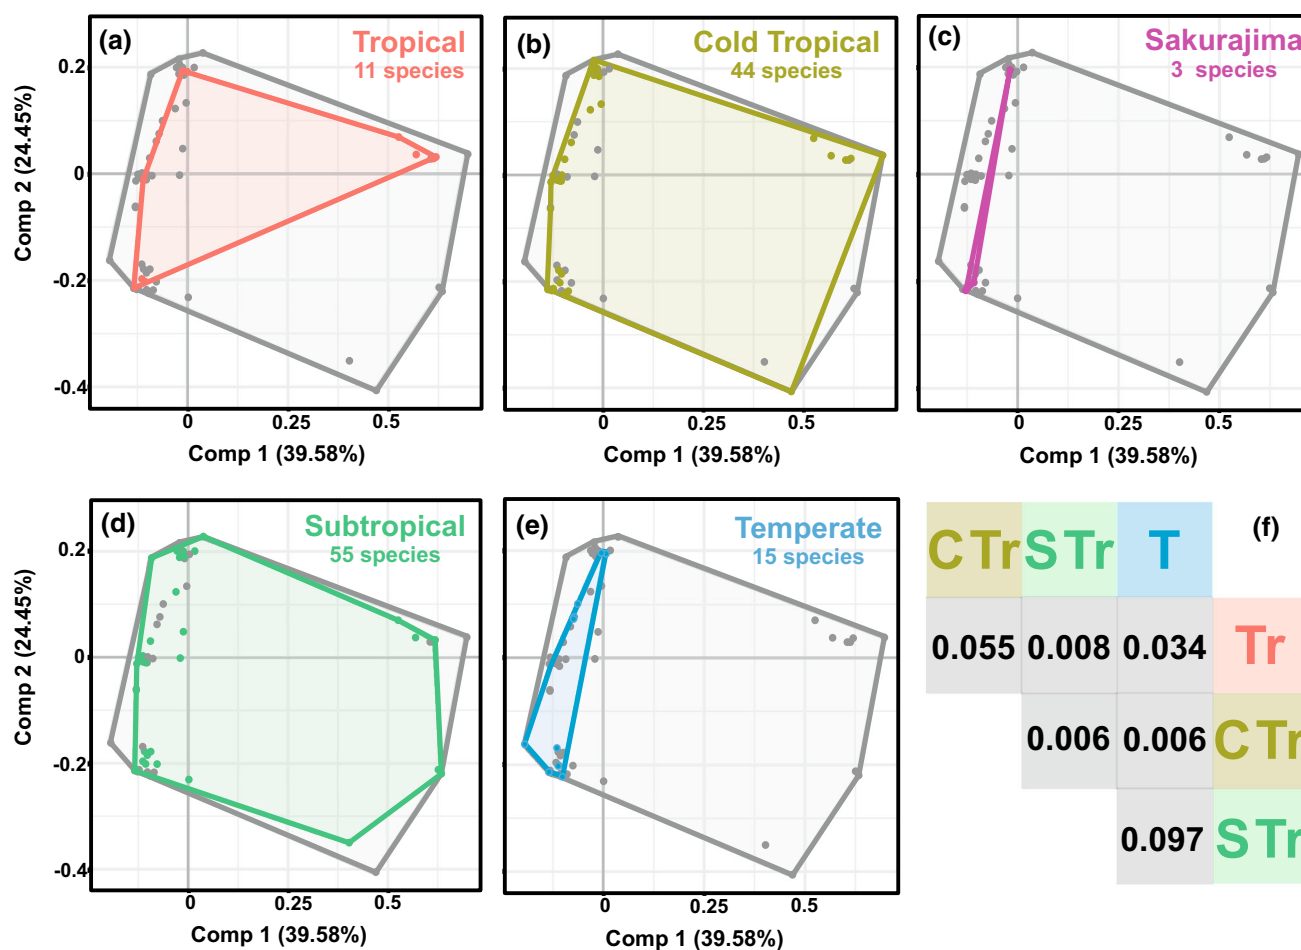 (a)
Tropical
11 species
(b)
Cold Tropical
44 species
(c)
Sakurajima
3 species
Comp 2 (24.45%)
0.2
0
-0.2
-0.4
0
0.25
0.5
Comp 1 (39.58%)
0
0.25
0.5
Comp 1 (39.58%)
0
0.25
0.5
Comp 1 (39.58%)
(d)
Subtropical
55 species
(e)
Temperate
15 species
Comp 2 (24.45%)
0.2
0
-0.2
-0.4
0
0.25
0.5
Comp 1 (39.58%)
0
0.25
0.5
Comp 1 (39.58%)
(f)
C Tr S Tr T
0.055 0.008 0.034 Tr
0.006 0.006 C Tr
0.097 S Tr